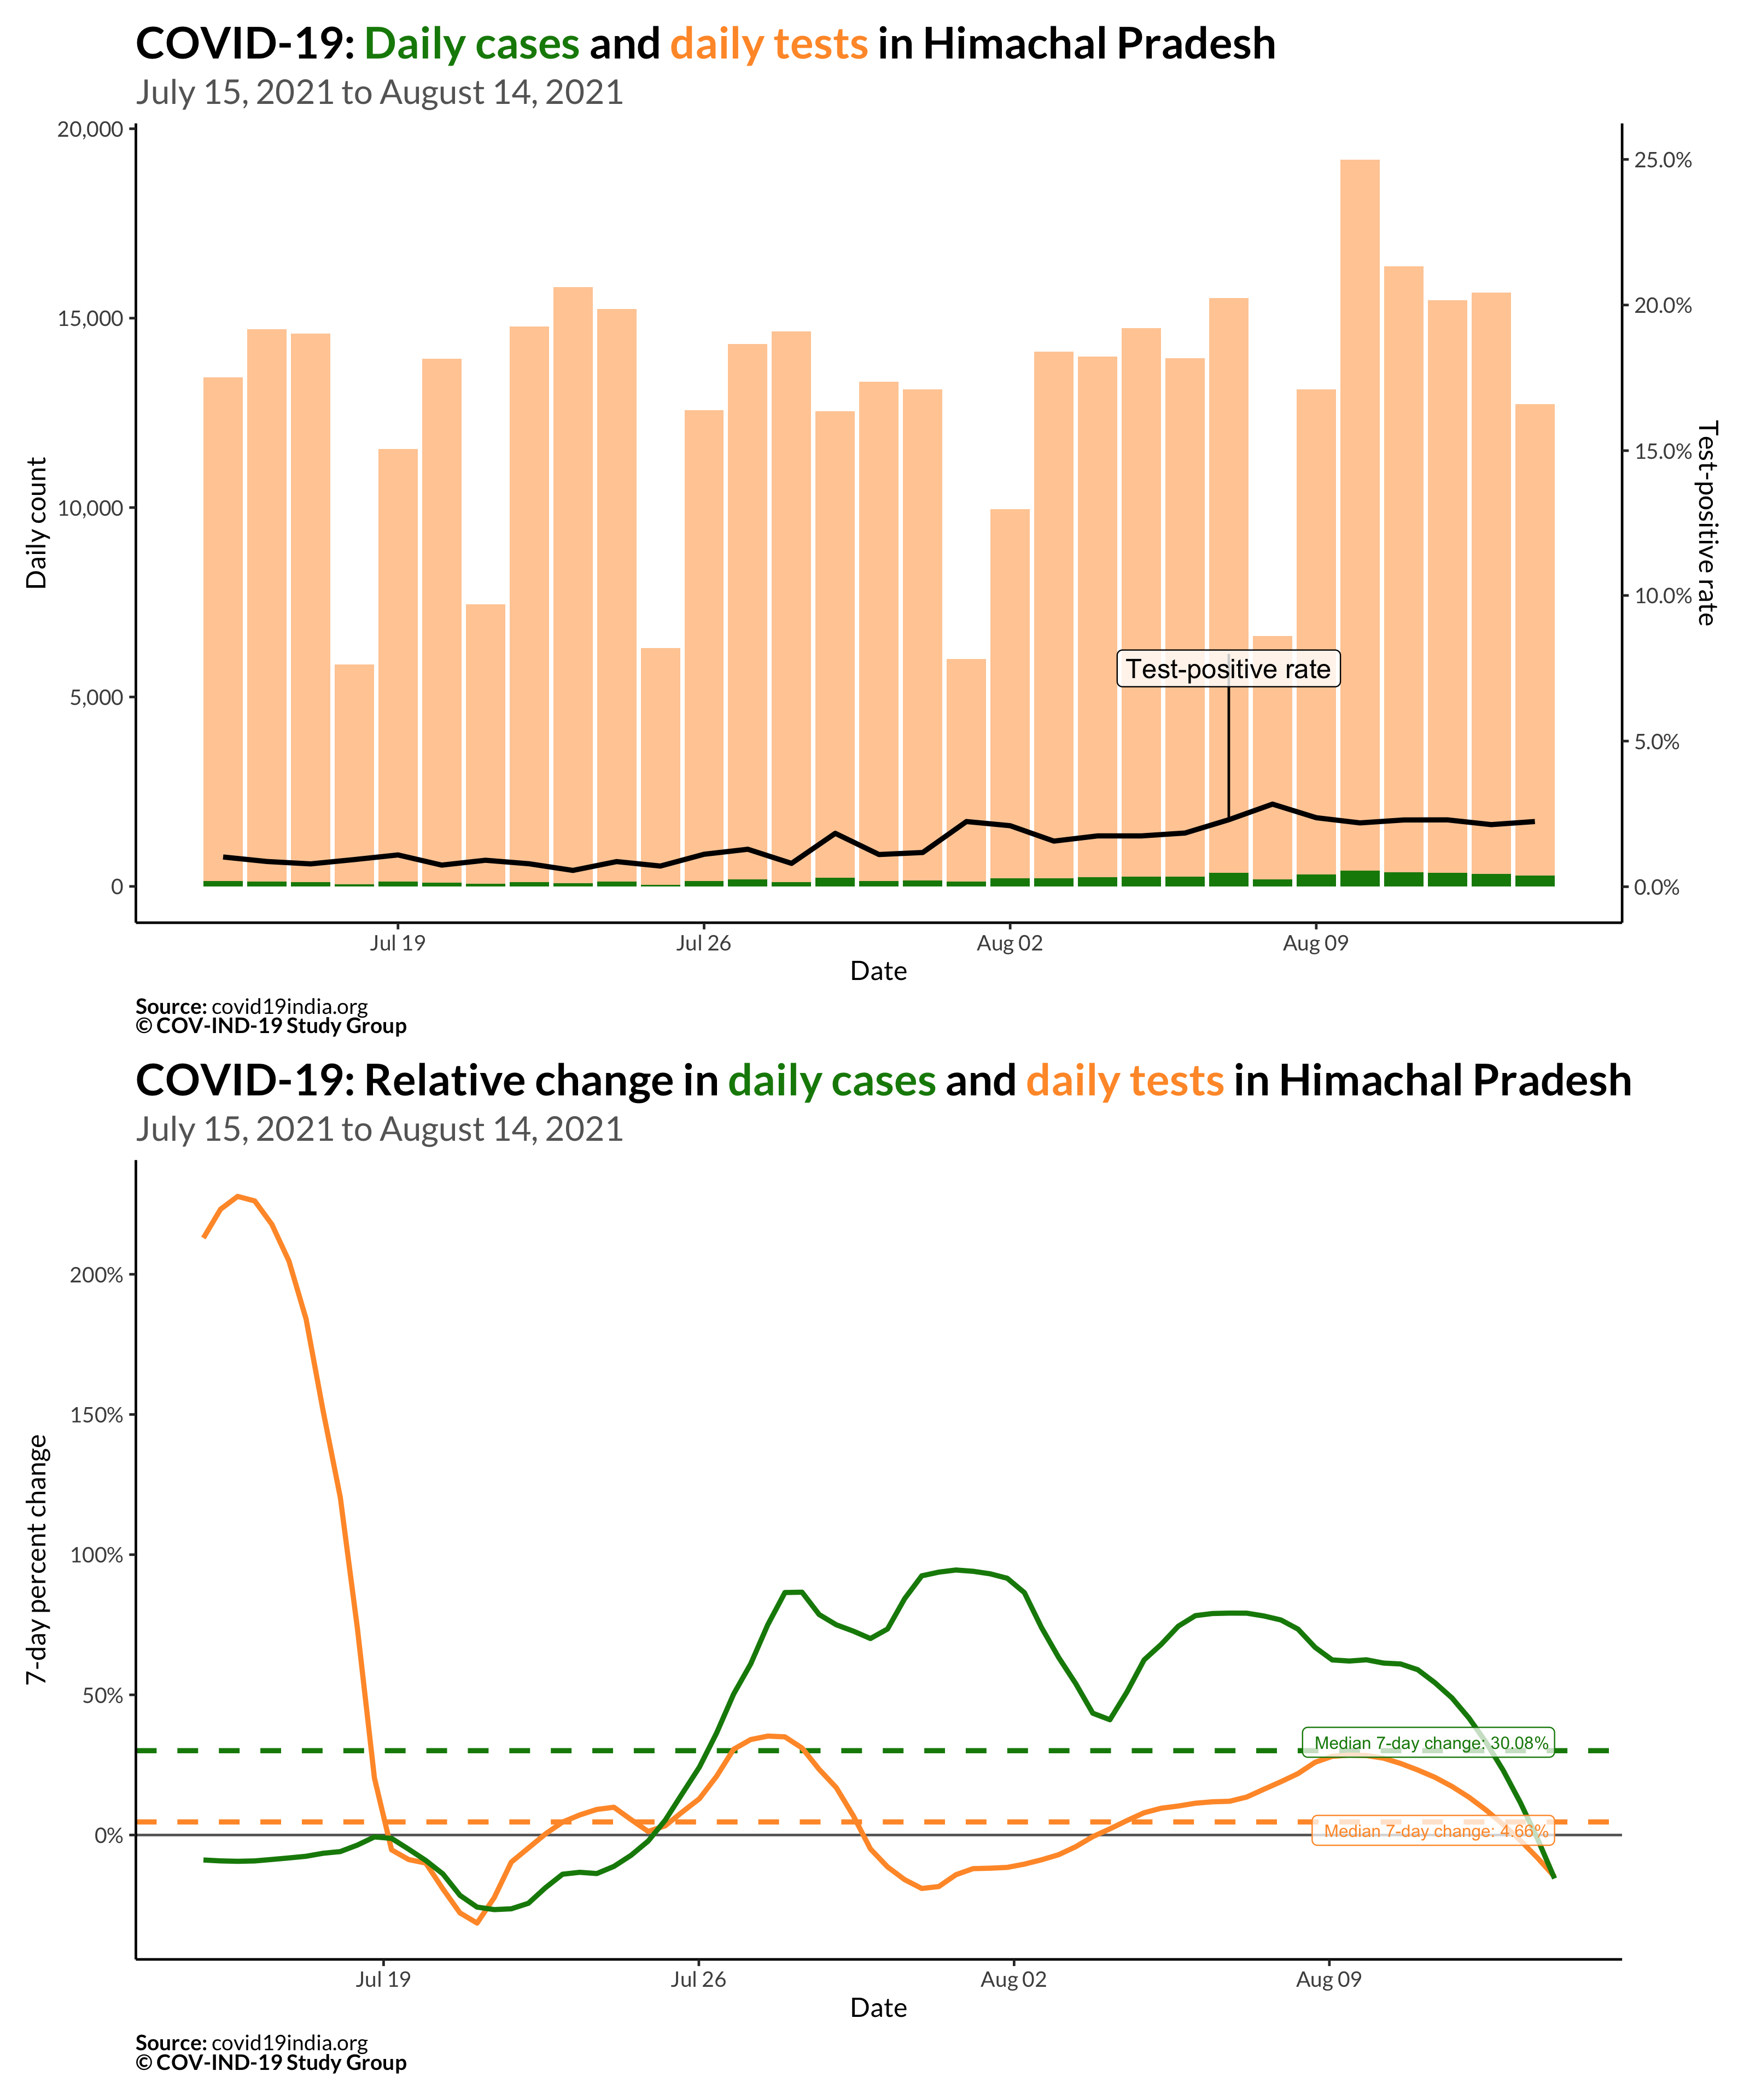 COVID-19: Daily cases and daily tests in Himachal Pradesh
July 15, 2021 to August 14, 2021
20,000
15,000
10,000
5,000
0
Daily count
25.0%
20.0%
15.0%
10.0%
5.0%
0.0%
Test-positive rate
Test-positive rate
Jul 19
Jul 26
Aug 02
Aug 09
Date
Source: covid19india.org
© COV-IND-19 Study Group
COVID-19: Relative change in daily cases and daily tests in Himachal Pradesh
July 15, 2021 to August 14, 2021
200%
150%
100%
50%
0%
7-day percent change
Median 7-day change: 30.08%
Median 7-day change: 4.66%
Jul 19
Jul 26
Aug 02
Aug 09
Date
Source: covid19india.org
© COV-IND-19 Study Group